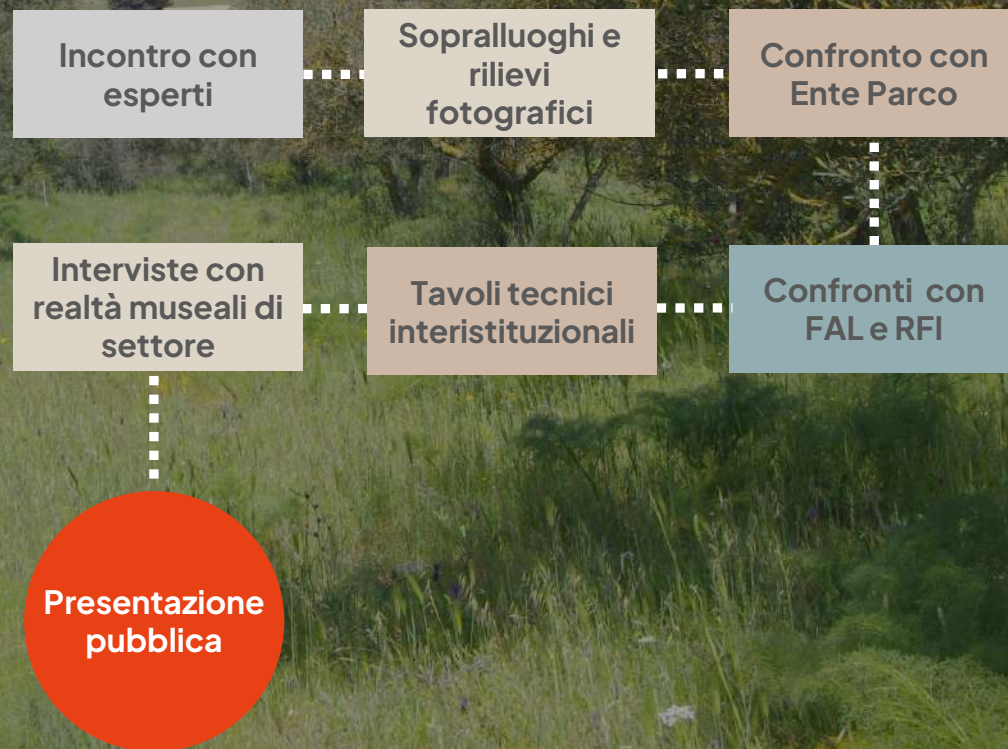 Incontro con
esperti
Sopralluoghi e
rilievi
fotografici
Confronto con
Ente Parco
Interviste con
realtà museali di
settore
Tavoli tecnici
interistituzionali
Confronti con
FAL e RFI
Presentazione
pubblica